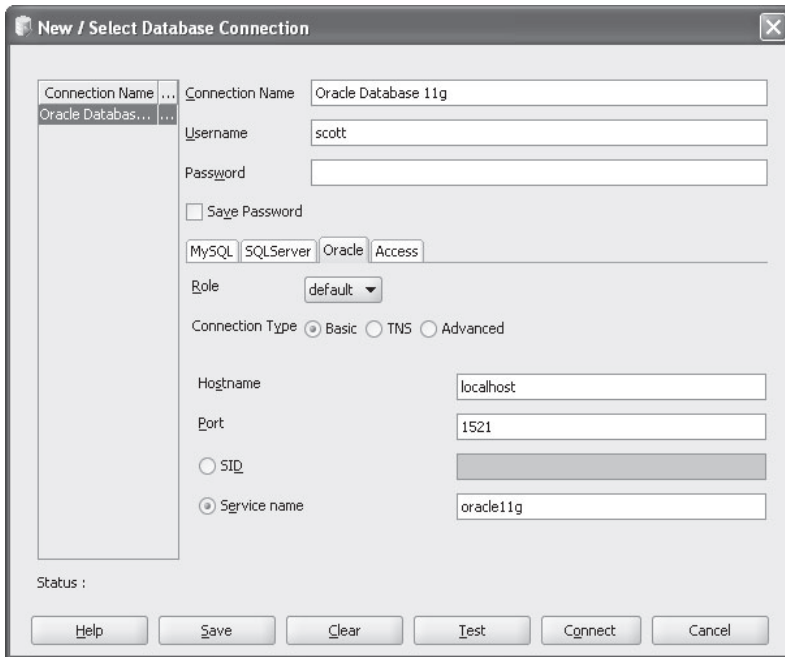 New / Select Database Connection
Connection Name ...
Oracle Databas... ...
Connection Name Oracle Database 11g
Username scott
Password
Save Password
MySQL SQLServer Oracle Access
Role default
Connection Type Basic TNS Advanced
Hostname localhost
Port 1521
SID
Service name oracle11g
Status :
Help Save Clear Test Connect Cancel